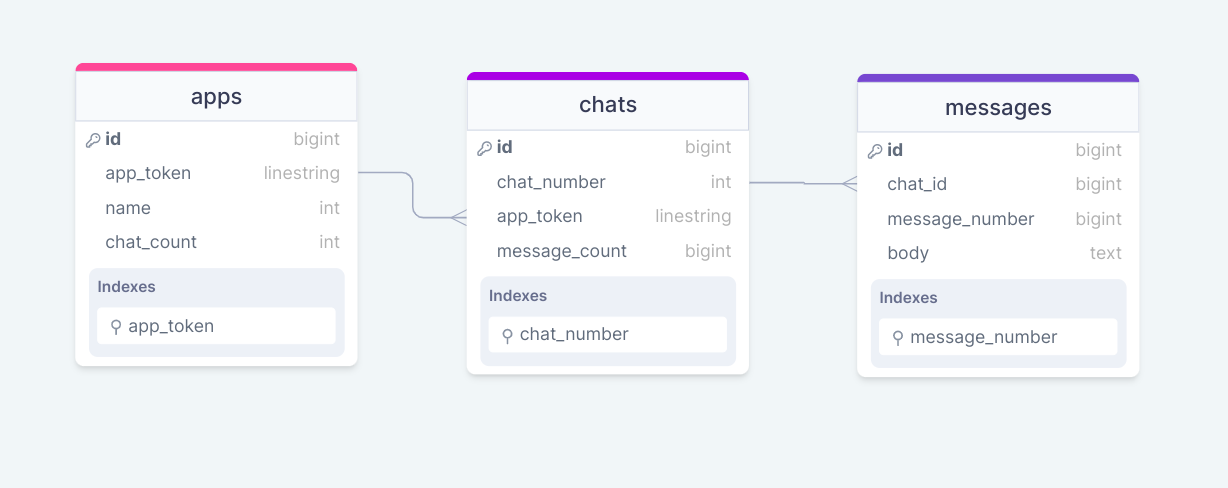 apps
id bigint
app_token linestring
name int
chat_count int
Indexes
app_token
chats
id bigint
chat_number int
app_token linestring
message_count bigint
Indexes
chat_number
messages
id bigint
chat_id bigint
message_number bigint
body text
Indexes
message_number